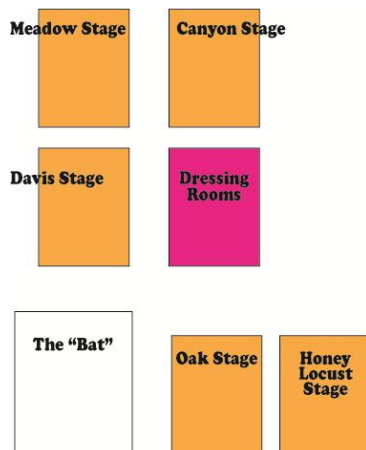 Meadow Stage
Canyon Stage
Davis Stage
Dressing
Rooms
The “Bat”
Oak Stage
Honey
Locust
Stage